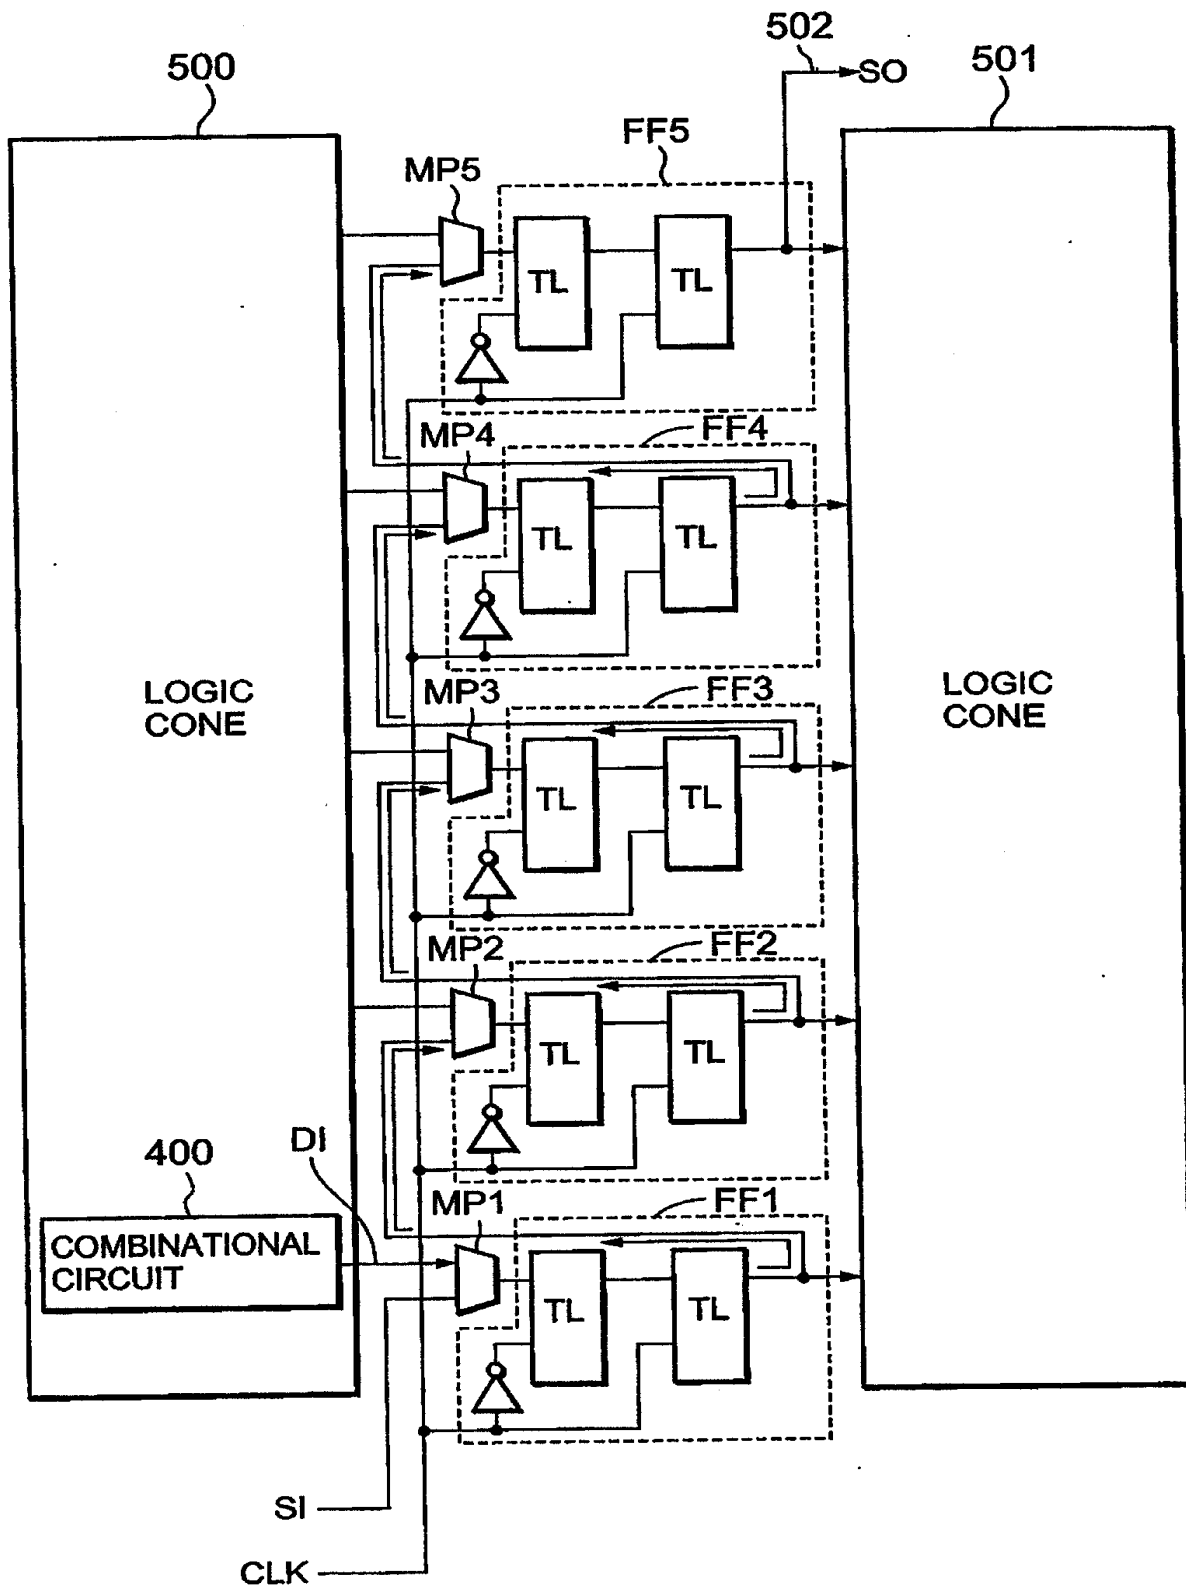 502
SO
500
501
FF5
MP5
TL
TL
MP4
FF4
TL
TL
LOGIC
CONE
MP3
FF3
LOGIC
CONE
TL
TL
MP2
FF2
TL
TL
400
DI
MP1
FF1
COMBINATIONAL
CIRCUIT
TL
TL
SI
CLK